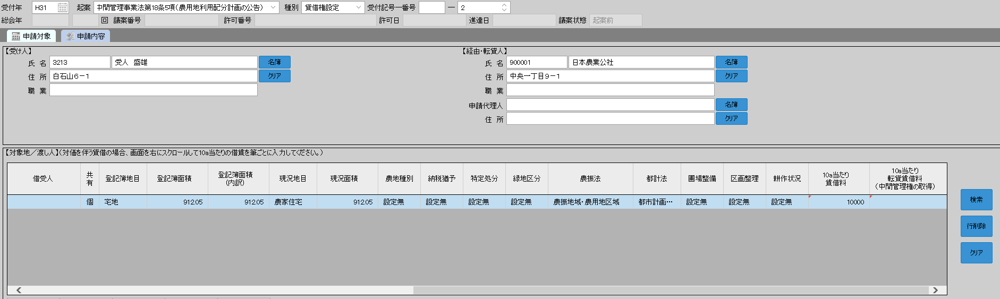 受付年 H31 起案 中間管理事業法第18条5項(農用地利用配分計画の公告) 種別 賃借権設定 受付記号ー番号 ー 2
総会年 回 議案番号 許可番号 許可日 進達日 議案状態 起案前
申請対象 申請内容
【受け人】
氏 名 3213 受人 盛雄 名簿
住 所 白石山6-1 クリア
職 業
【経由・転貸人】
氏 名 900001 日本農業公社 名簿
住 所 中央一丁目9-1 クリア
職 業
申請代理人 名簿
住 所 クリア
【対象地/渡し人】(対価を伴う貸借の場合、画面を右にスクロールして10a当たりの借賃を筆ごとに入力してください。)
借受人 共有 登記簿地目 登記簿面積 登記簿面積(内訳) 現況地目 現況面積 農地種別 納税猶予 特定処分 緑地区分 農振法 都計法 圃場整備 区画整理 耕作状況 10a当たり賃借料 10a当たり転貸賃借料(中間管理権の取得)
個 宅地 912.05 912.05 農家住宅 912.05 設定無 設定無 設定無 設定無 農振地域・農用地区域 都市計画… 設定無 設定無 設定無 10000
検索
行削除
クリア